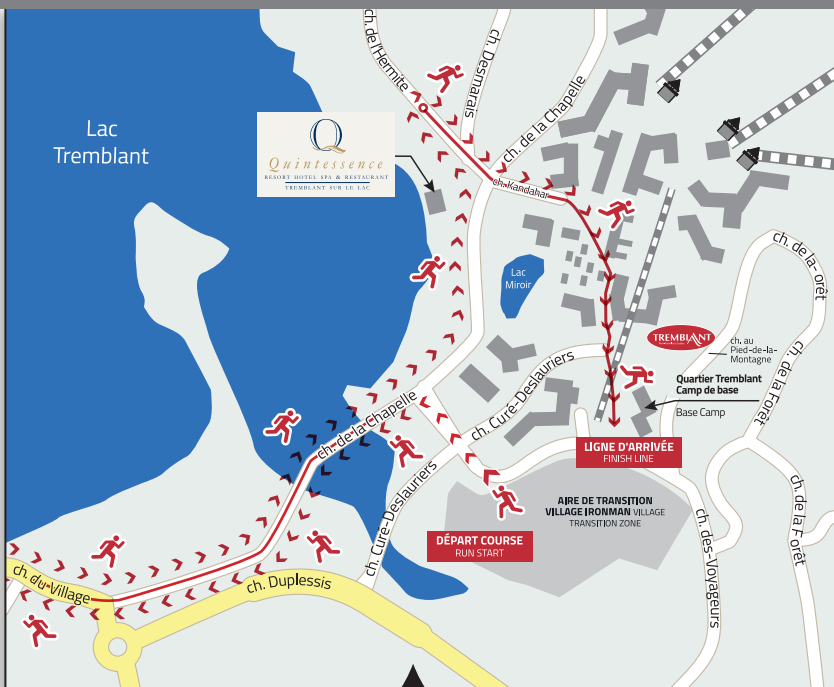 ch. de l'Hermite
ch. Desmarais
ch. de la Chapelle
Lac
Tremblant
Q
Quintessence
RESORT HOTEL SPA & RESTAURANT
TREMBLANT SUR LE LAC
ch. Kandahar
Lac
Miroir
ch. de la- orêt
TREMBLANT
ch. au
Pied-de-la-
Montagne
ch. de la Forêt
Quartier Tremblant
Camp de base
Base Camp
ch. Curé-Deslauriers
ch. de la Chapelle
LIGNE D'ARRIVÉE
FINISH LINE
ch. Curé-Deslauriers
AIRE DE TRANSITION
VILLAGE IRONMAN VILLAGE
TRANSITION ZONE
DÉPART COURSE
RUN START
ch. des-Voyageurs
ch. de la F orêt
ch. du Village
ch. Duplessis